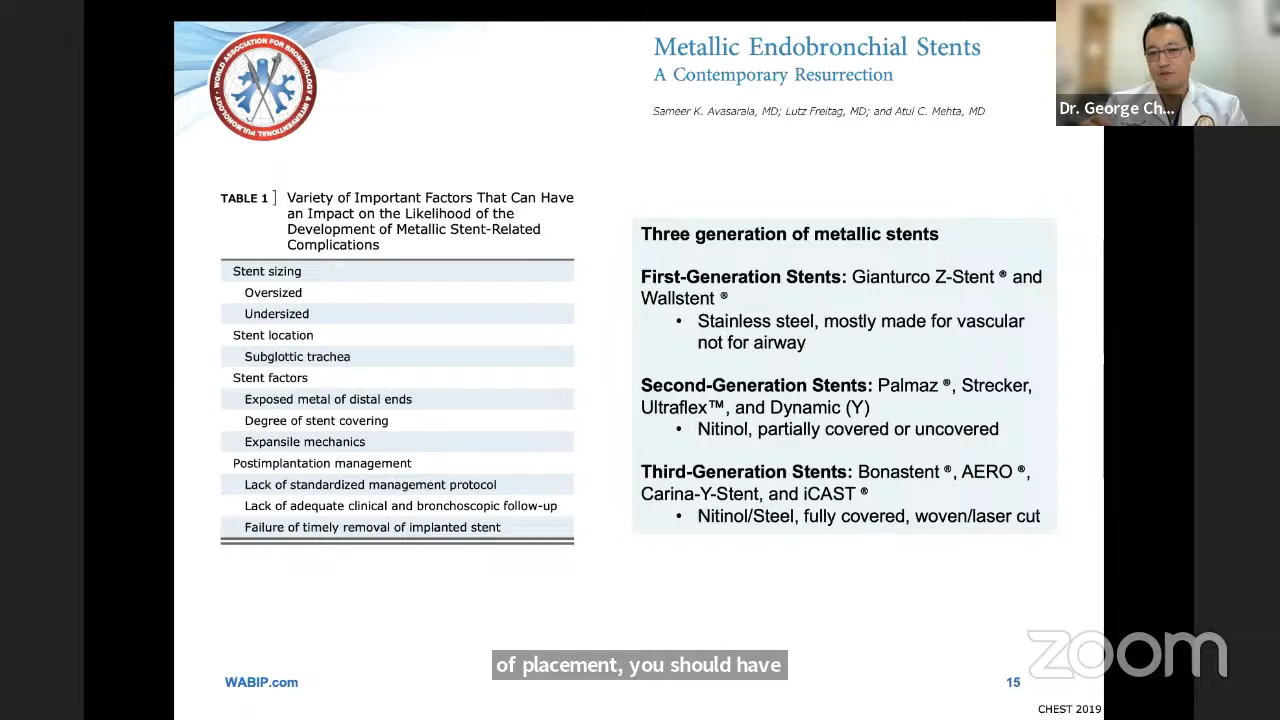 WORLD ASSOCIATION FOR BRONCHOLOGY & INTERVENTIONAL PULMONOLOGY
Metallic Endobronchial Stents
A Contemporary Resurrection
Sameer K. Avasarala, MD; Lutz Freitag, MD; and Atul C. Mehta, MD
Dr. George Ch...
TABLE 1 ] Variety of Important Factors That Can Have
an Impact on the Likelihood of the
Development of Metallic Stent-Related
Complications
Stent sizing
Oversized
Undersized
Stent location
Subglottic trachea
Stent factors
Exposed metal of distal ends
Degree of stent covering
Expansile mechanics
Postimplantation management
Lack of standardized management protocol
Lack of adequate clinical and bronchoscopic follow-up
Failure of timely removal of implanted stent
Three generation of metallic stents
First-Generation Stents: Gianturco Z-Stent ® and
Wallstent ®
• Stainless steel, mostly made for vascular
not for airway
Second-Generation Stents: Palmaz ®, Strecker,
Ultraflex™, and Dynamic (Y)
• Nitinol, partially covered or uncovered
Third-Generation Stents: Bonastent ®, AERO ®,
Carina-Y-Stent, and iCAST ®
• Nitinol/Steel, fully covered, woven/laser cut
of placement, you should have
zoom
WABIP.com
15
CHEST 2019